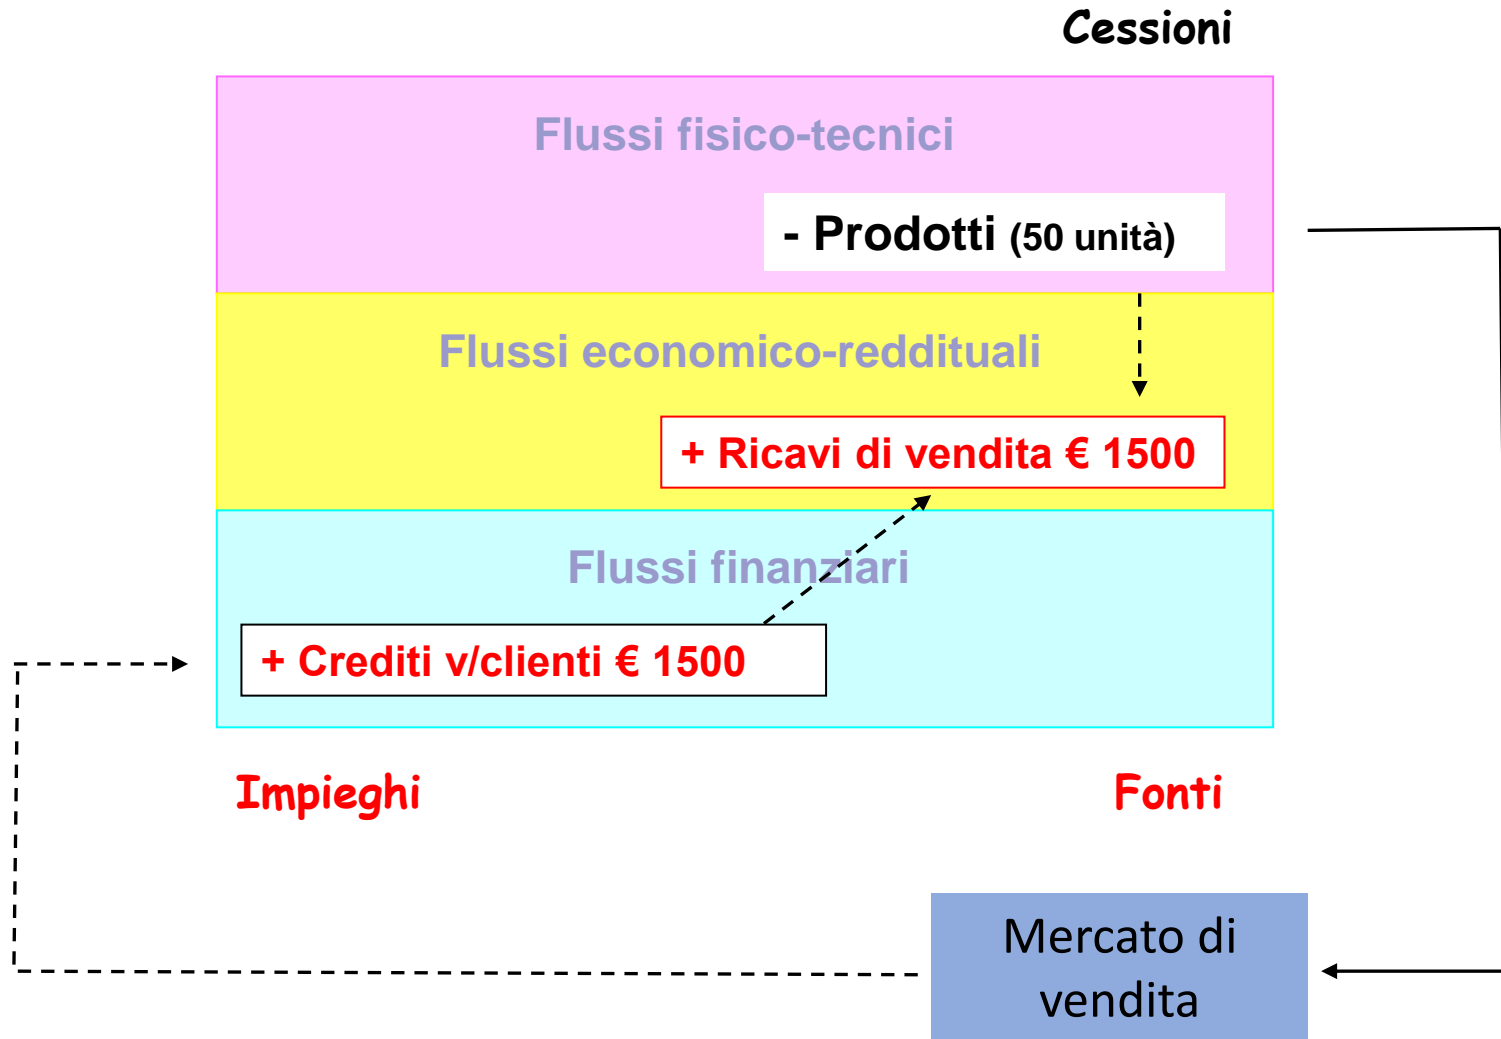 Cessioni
Flussi fisico-tecnici
- Prodotti (50 unità)
Flussi economico-reddituali
+ Ricavi di vendita € 1500
Flussi finanziari
+ Crediti v/clienti € 1500
Impieghi
Fonti
Mercato di
vendita